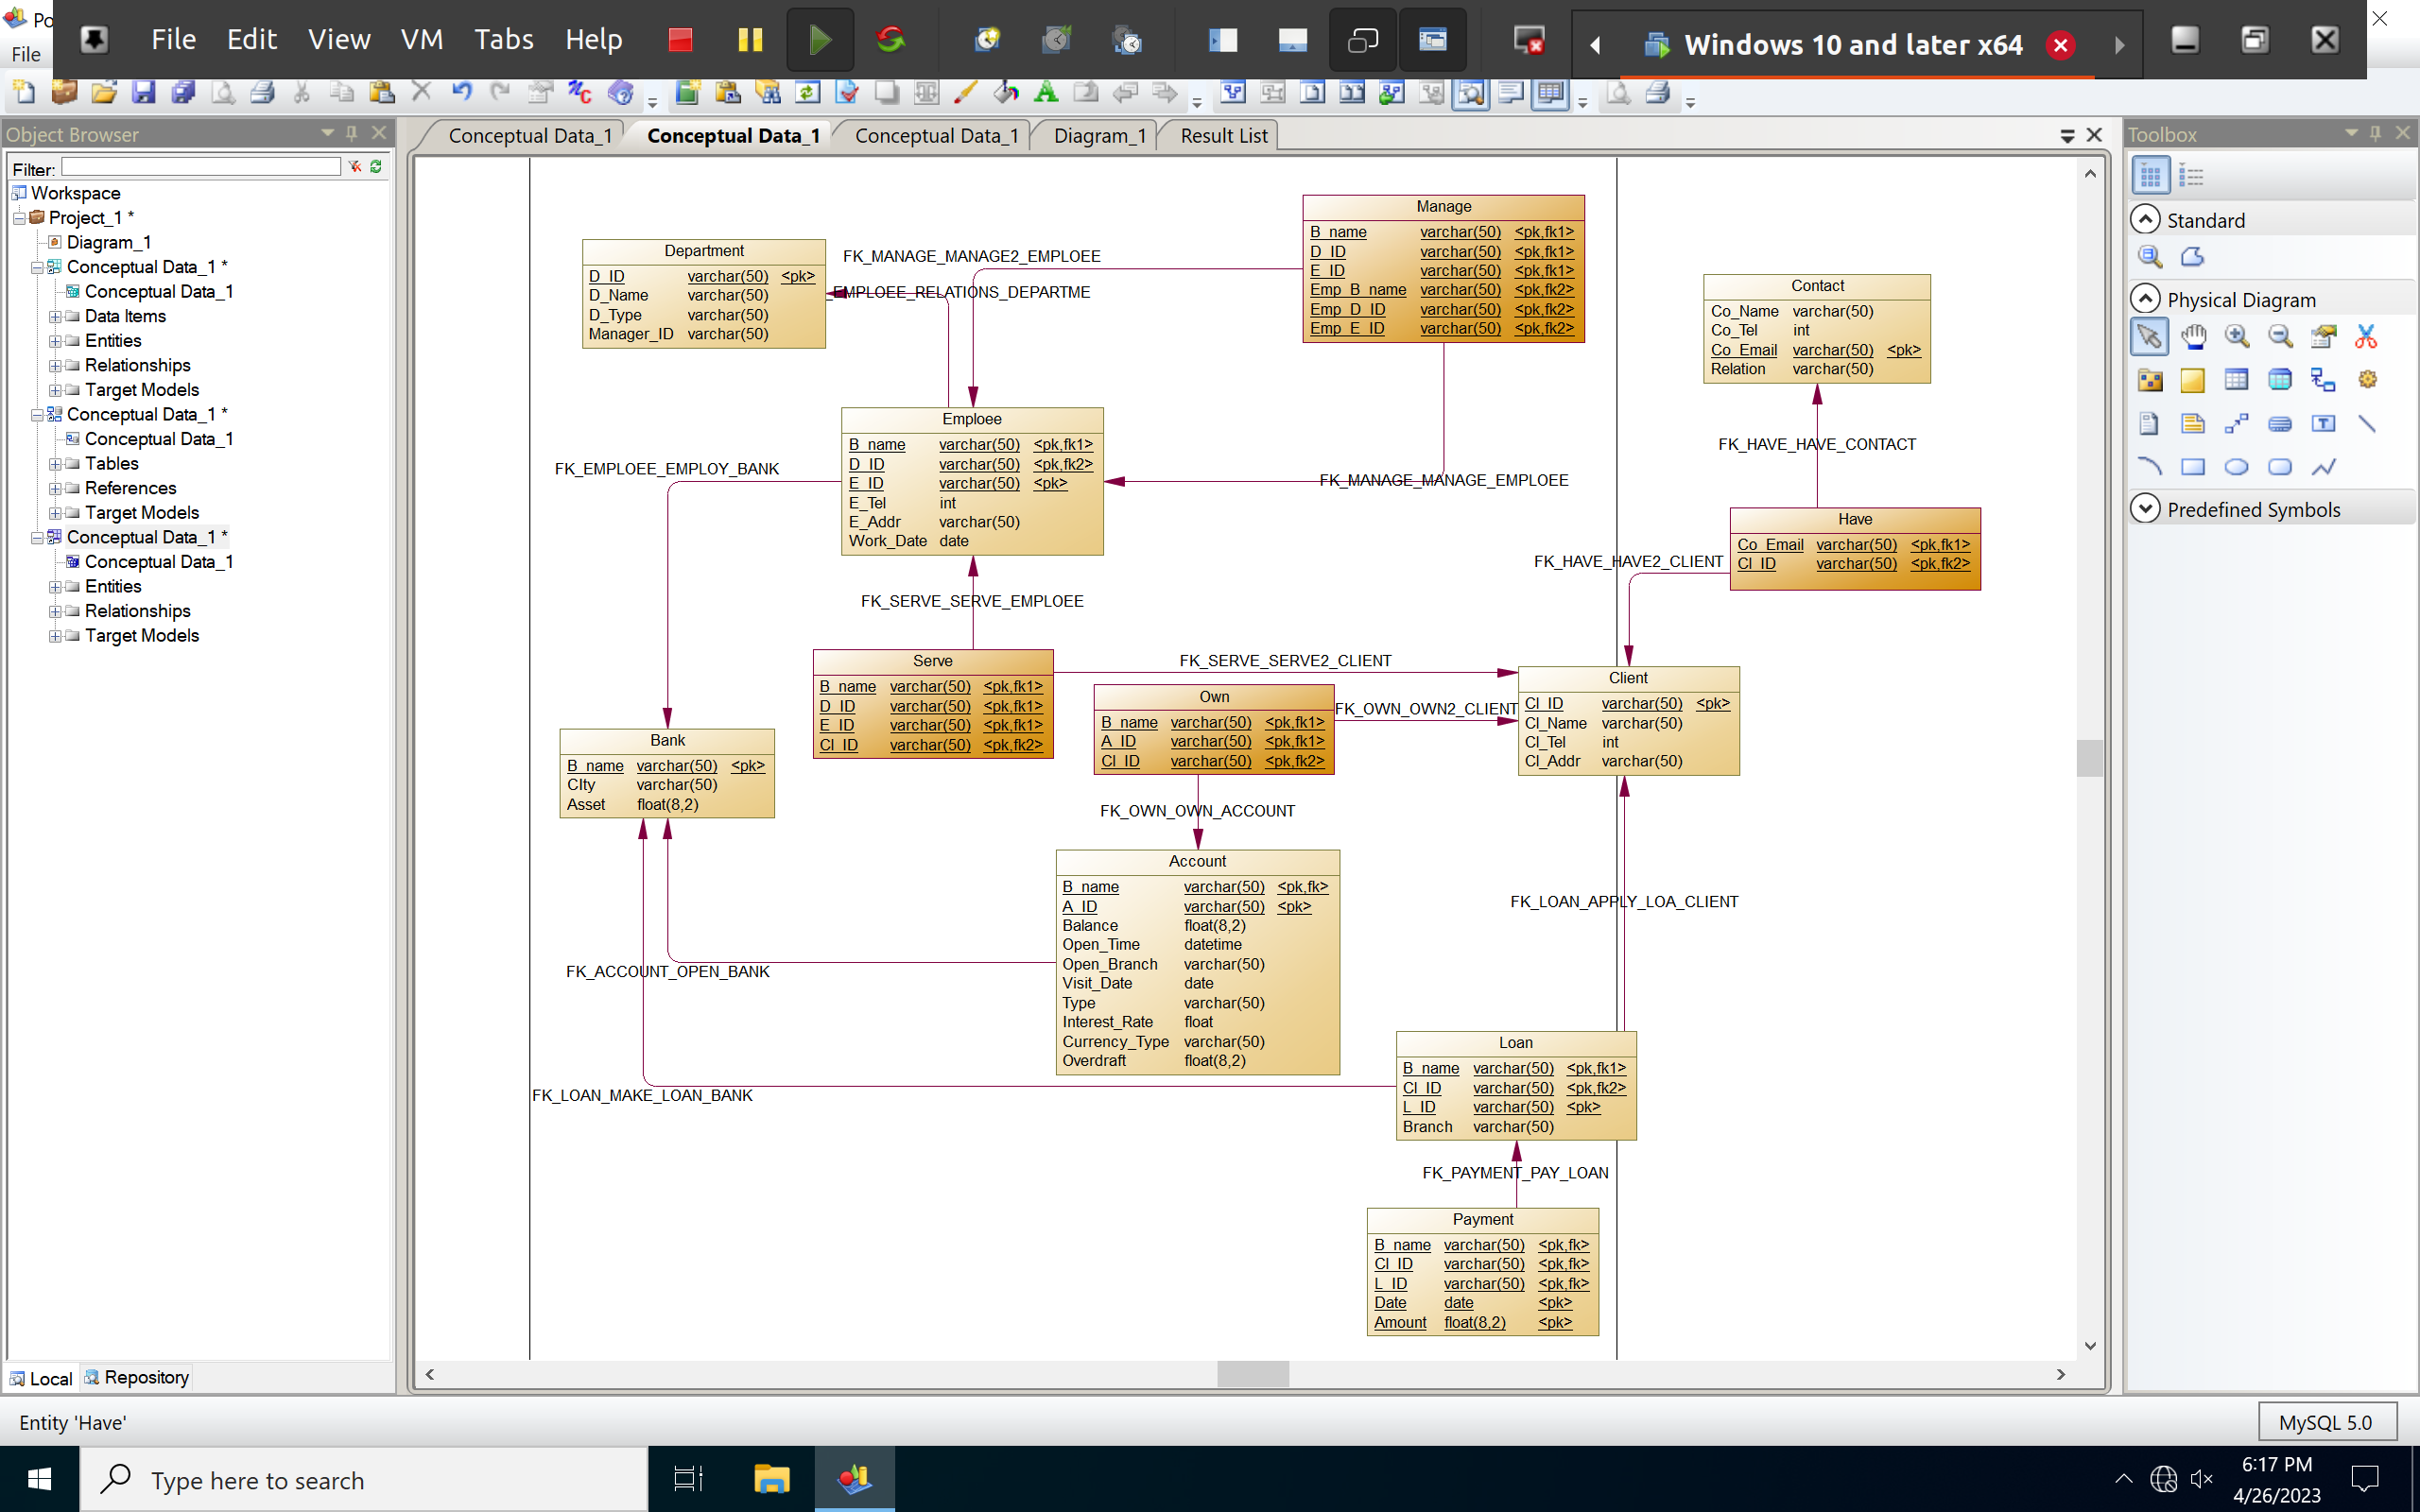 Po
File
File Edit View VM Tabs Help
Windows 10 and later x64
Object Browser
Filter:
Workspace
Project_1 *
Diagram_1
Conceptual Data_1 *
Conceptual Data_1
Data Items
Entities
Relationships
Target Models
Conceptual Data_1 *
Conceptual Data_1
Tables
References
Target Models
Conceptual Data_1 *
Conceptual Data_1
Entities
Relationships
Target Models
Local Repository
Conceptual Data_1 Conceptual Data_1 Conceptual Data_1 Diagram_1 Result List
Department
D_ID varchar(50) <pk>
D_Name varchar(50)
D_Type varchar(50)
Manager_ID varchar(50)
FK_MANAGE_MANAGE2_EMPLOEE
_EMPLOEE_RELATIONS_DEPARTME
Manage
B_name varchar(50) <pk,fk1>
D_ID varchar(50) <pk,fk1>
E_ID varchar(50) <pk,fk1>
Emp_B_name varchar(50) <pk,fk2>
Emp_D_ID varchar(50) <pk,fk2>
Emp_E_ID varchar(50) <pk,fk2>
Contact
Co_Name varchar(50)
Co_Tel int
Co_Email varchar(50) <pk>
Relation varchar(50)
FK_HAVE_HAVE_CONTACT
Emploee
B_name varchar(50) <pk,fk1>
D_ID varchar(50) <pk,fk2>
E_ID varchar(50) <pk>
E_Tel int
E_Addr varchar(50)
Work_Date date
FK_EMPLOEE_EMPLOY_BANK
FK_MANAGE_MANAGE_EMPLOEE
Have
Co_Email varchar(50) <pk,fk1>
Cl_ID varchar(50) <pk,fk2>
FK_HAVE_HAVE2_CLIENT
FK_SERVE_SERVE_EMPLOEE
Serve
B_name varchar(50) <pk,fk1>
D_ID varchar(50) <pk,fk1>
E_ID varchar(50) <pk,fk1>
Cl_ID varchar(50) <pk,fk2>
FK_SERVE_SERVE2_CLIENT
Own
B_name varchar(50) <pk,fk1>
A_ID varchar(50) <pk,fk1>
Cl_ID varchar(50) <pk,fk2>
FK_OWN_OWN2_CLIENT
Client
Cl_ID varchar(50) <pk>
Cl_Name varchar(50)
Cl_Tel int
Cl_Addr varchar(50)
Bank
B_name varchar(50) <pk>
CIty varchar(50)
Asset float(8,2)
FK_OWN_OWN_ACCOUNT
Account
B_name varchar(50) <pk,fk>
A_ID varchar(50) <pk>
Balance float(8,2)
Open_Time datetime
Open_Branch varchar(50)
Visit_Date date
Type varchar(50)
Interest_Rate float
Currency_Type varchar(50)
Overdraft float(8,2)
FK_LOAN_APPLY_LOA_CLIENT
FK_ACCOUNT_OPEN_BANK
FK_LOAN_MAKE_LOAN_BANK
Loan
B_name varchar(50) <pk,fk1>
Cl_ID varchar(50) <pk,fk2>
L_ID varchar(50) <pk>
Branch varchar(50)
FK_PAYMENT_PAY_LOAN
Payment
B_name varchar(50) <pk,fk>
Cl_ID varchar(50) <pk,fk>
L_ID varchar(50) <pk,fk>
Date date <pk>
Amount float(8,2) <pk>
Toolbox
Standard
Physical Diagram
Predefined Symbols
Entity 'Have'
MySQL 5.0
Type here to search
6:17 PM
4/26/2023